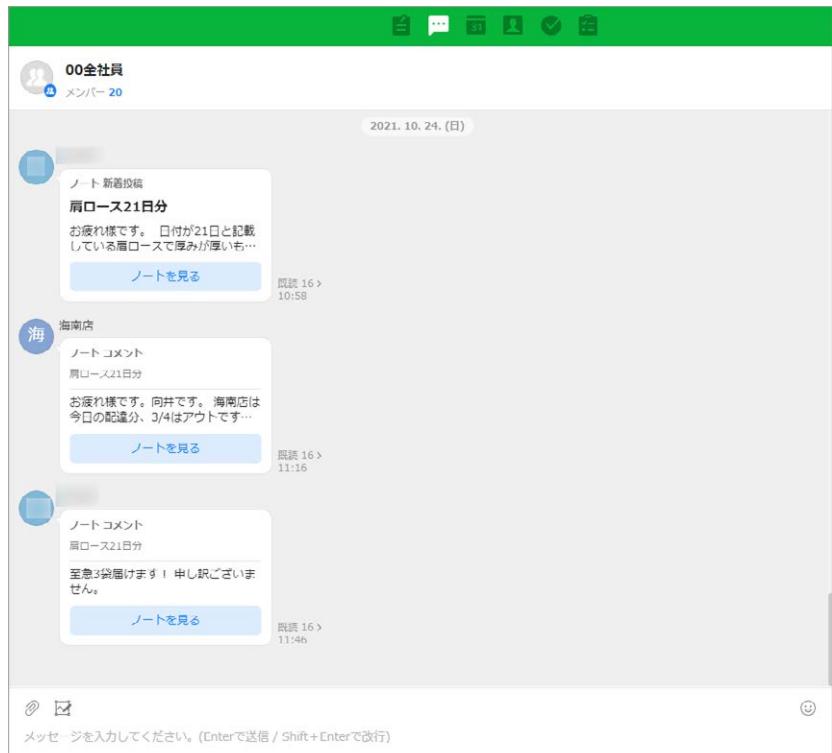 31
00全社員
メンバー 20
2021. 10. 24. (日)
ノート 新着投稿
肩ロース21日分
お疲れ様です。 日付が21日と記載
している肩ロースで厚みが厚いも…
ノートを見る
既読 16 >
10:58
海
海南店
ノート コメント
肩ロース21日分
お疲れ様です。向井です。 海南店は
今日の配達分、3/4はアウトです…
ノートを見る
既読 16 >
11:16
ノート コメント
肩ロース21日分
至急3袋届けます！ 申し訳ございま
せん。
ノートを見る
既読 16 >
11:46
メッセージを入力してください。(Enterで送信 / Shift+Enterで改行)